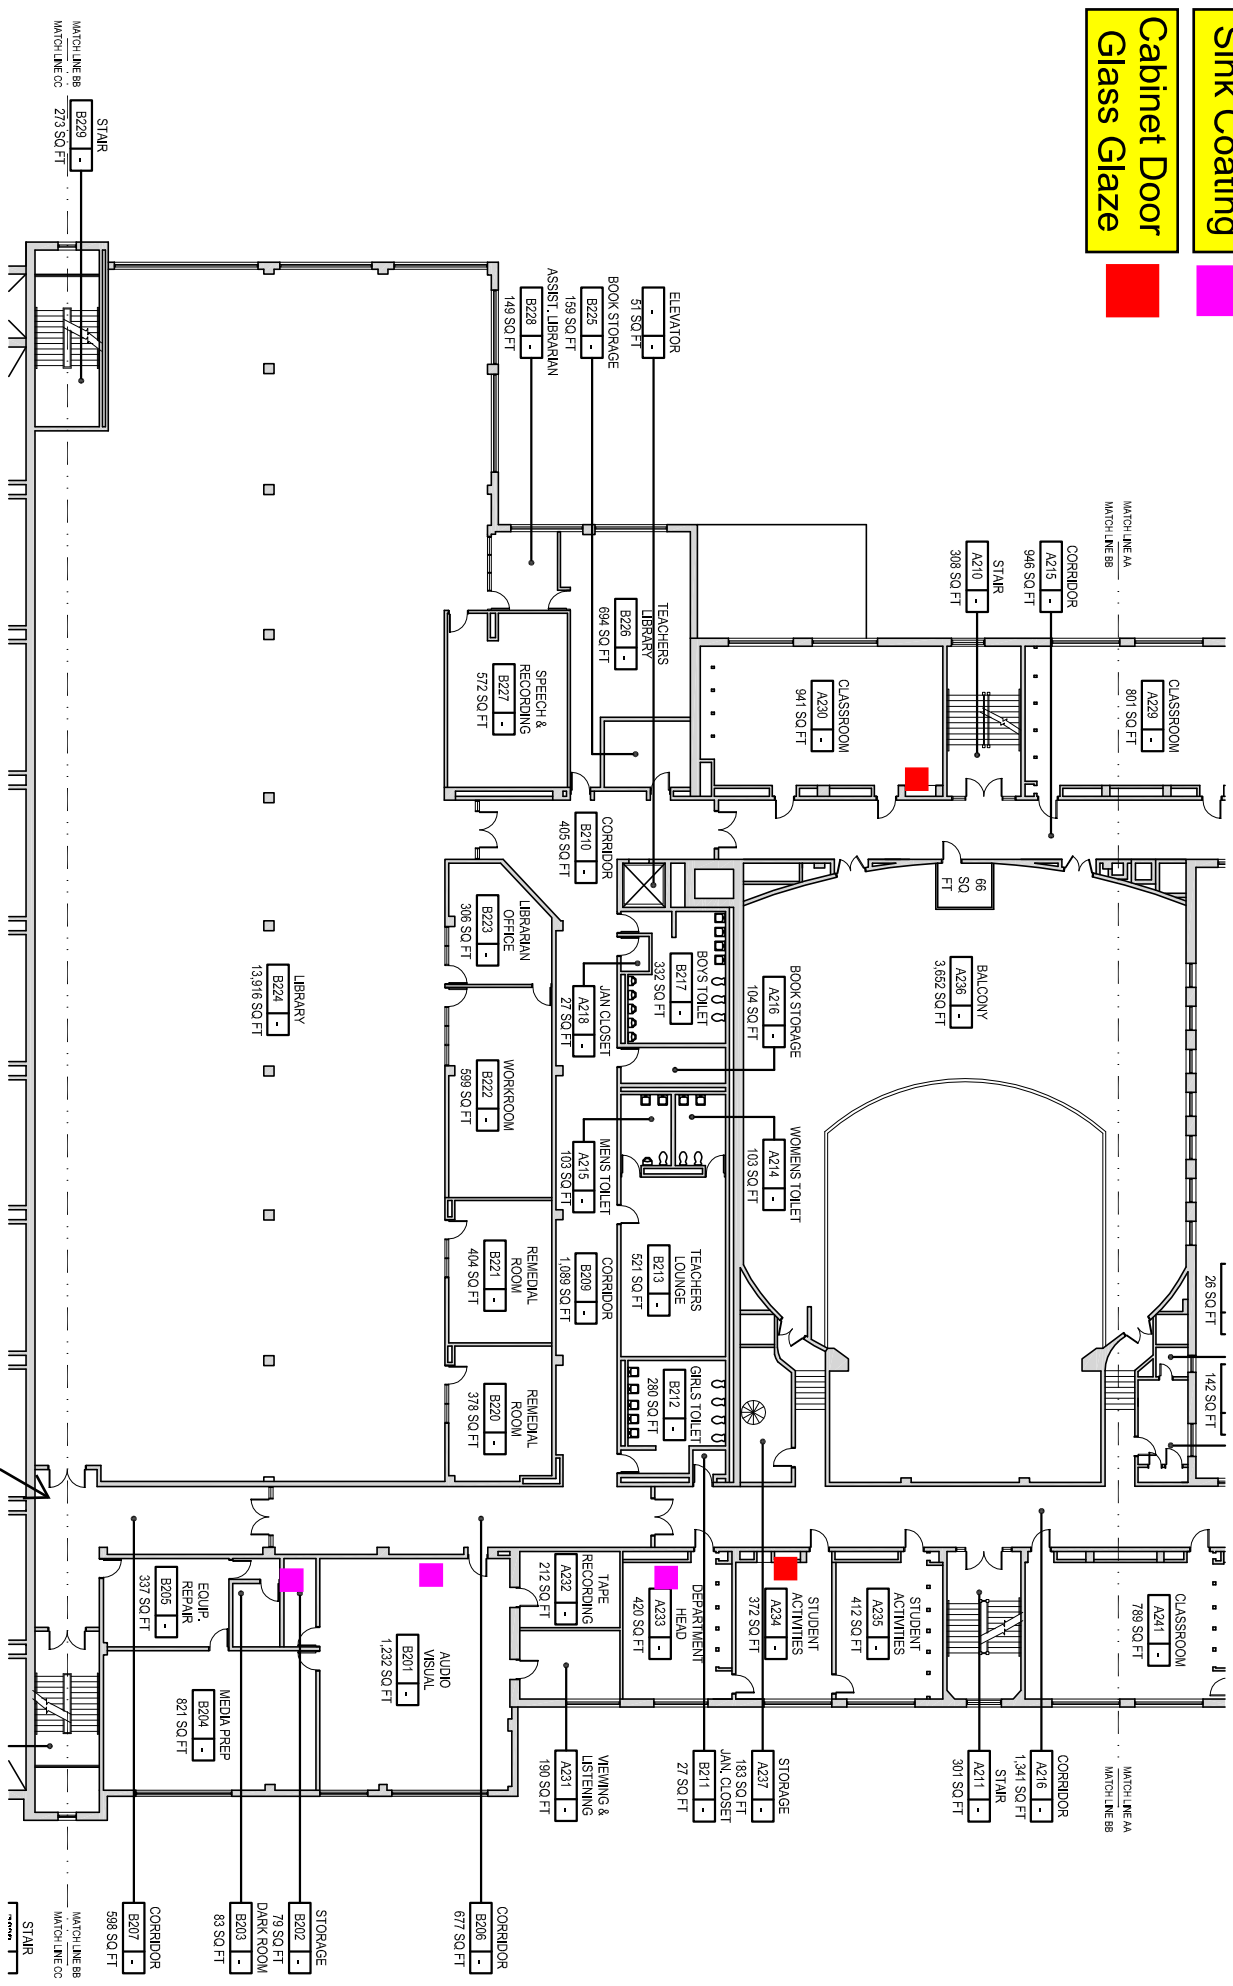 Sink Coating
Cabinet Door
Glass Glaze
MATCH LINE AA
MATCH LINE BB
CORRIDOR
A215 -
946 SQ FT
STAIR
A210 -
308 SQ FT
CLASSROOM
A229 -
801 SQ FT
CLASSROOM
A230 -
941 SQ FT
ELEVATOR
- -
51 SQ FT
BOOK STORAGE
B225 -
159 SQ FT
ASSIST. LIBRARIAN
B228 -
149 SQ FT
STAIR
B229 -
273 SQ FT
MATCH LINE BB
MATCH LINE CC
TEACHERS
LIBRARY
B226 -
694 SQ FT
SPEECH &
RECORDING
B227 -
572 SQ FT
CORRIDOR
B210 -
405 SQ FT
66
SQ
FT
BALCONY
A236 -
3,652 SQ FT
BOOK STORAGE
A216 -
104 SQ FT
BOYS TOILET
B217 -
332 SQ FT
JAN CLOSET
A218 -
27 SQ FT
LIBRARIAN
OFFICE
B223 -
306 SQ FT
LIBRARY
B224 -
13,916 SQ FT
WORKROOM
B222 -
599 SQ FT
WOMENS TOILET
A214 -
103 SQ FT
MENS TOILET
A215 -
103 SQ FT
TEACHERS
LOUNGE
B213 -
521 SQ FT
CORRIDOR
B209 -
1,089 SQ FT
REMEDIAL
ROOM
B221 -
404 SQ FT
26 SQ FT
142 SQ FT
GIRLS TOILET
B212 -
280 SQ FT
REMEDIAL
ROOM
B220 -
378 SQ FT
CLASSROOM
A241 -
789 SQ FT
STUDENT
ACTIVITIES
A235 -
412 SQ FT
STUDENT
ACTIVITIES
A234 -
372 SQ FT
DEPARTMENT
HEAD
A233 -
420 SQ FT
TAPE
RECORDING
A232 -
212 SQ FT
AUDIO
VISUAL
B201 -
1,232 SQ FT
EQUIP.
REPAIR
B205 -
337 SQ FT
MEDIA PREP
B204 -
821 SQ FT
MATCH LINE AA
MATCH LINE BB
CORRIDOR
A216 -
1,341 SQ FT
STAIR
A211 -
301 SQ FT
STORAGE
A237 -
183 SQ FT
JAN. CLOSET
B211 -
27 SQ FT
VIEWING &
LISTENING
A231 -
190 SQ FT
CORRIDOR
B206 -
677 SQ FT
STORAGE
B202 -
79 SQ FT
DARK ROOM
B203 -
83 SQ FT
CORRIDOR
B207 -
598 SQ FT
MATCH LINE BB
MATCH LINE CC
STAIR